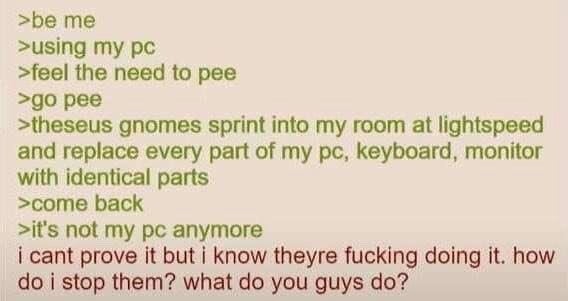 >be me
>using my pc
>feel the need to pee
>go pee
>theseus gnomes sprint into my room at lightspeed
and replace every part of my pc, keyboard, monitor
with identical parts
>come back
>it's not my pc anymore
i cant prove it but i know theyre fucking doing it. how
do i stop them? what do you guys do?